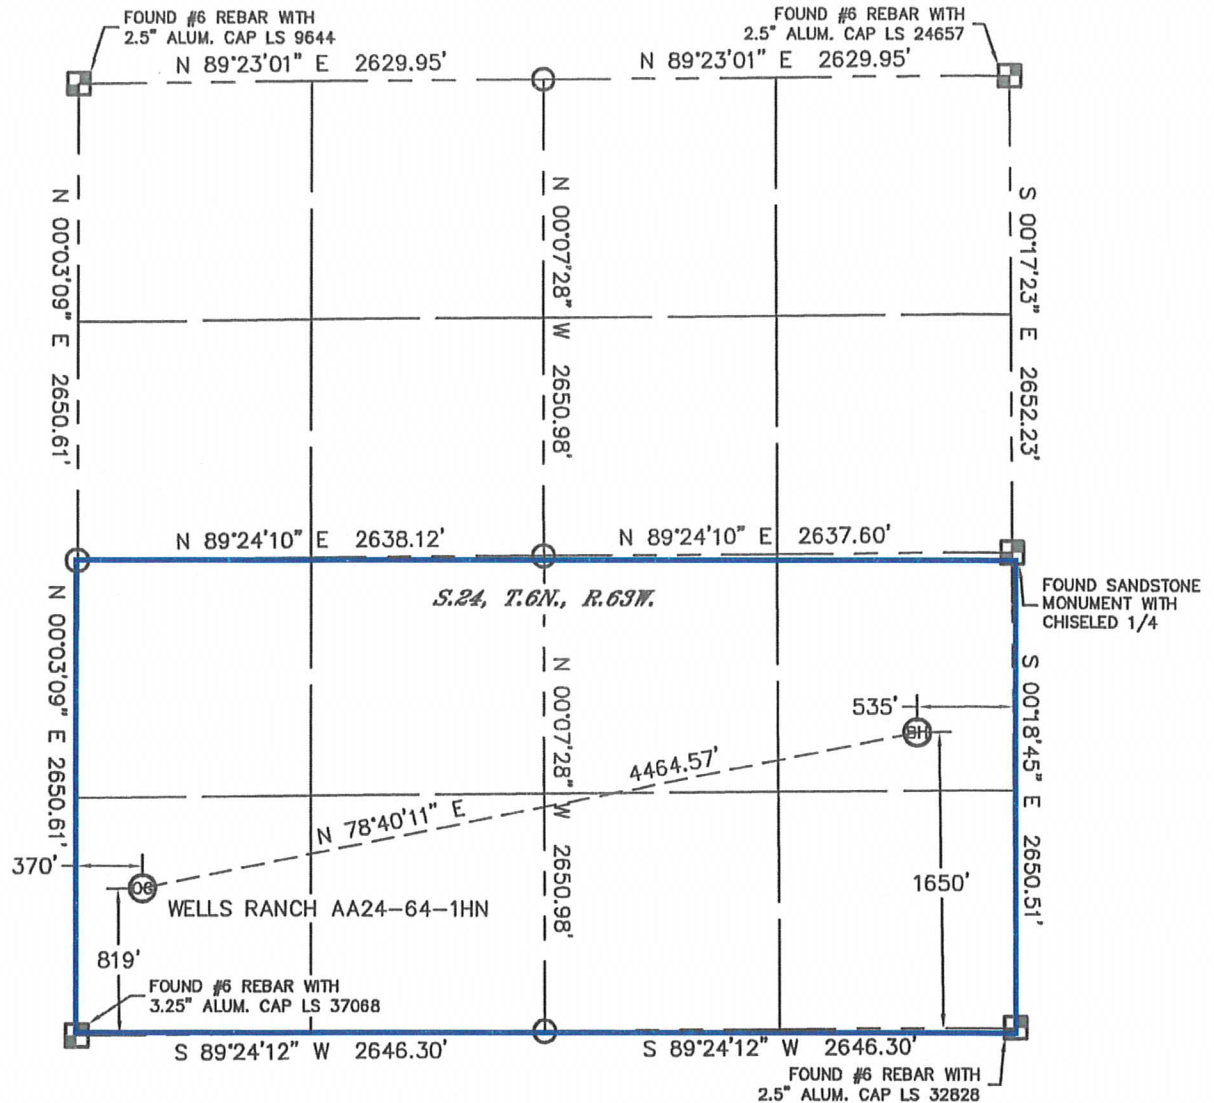 FOUND #6 REBAR WITH
2.5" ALUM. CAP LS 9644
FOUND #6 REBAR WITH
2.5" ALUM. CAP LS 24657
N 89°23'01" E 2629.95'
N 89°23'01" E 2629.95'
N 00°03'09" E 2650.61'
N 00°07'28" W 2650.98'
S 00°17'23" E 2652.23'
N 89°24'10" E 2638.12'
N 89°24'10" E 2637.60'
S.24, T.6N., R.63W.
FOUND SANDSTONE
MONUMENT WITH
CHISELED 1/4
N 00°03'09" E 2650.61'
N 00°07'28" W 2650.98'
S 00°18'45" E 2650.51'
535'
BH
4464.57'
N 78°40'11" E
370'
OG
WELLS RANCH AA24-64-1HN
1650'
819'
FOUND #6 REBAR WITH
3.25" ALUM. CAP LS 37068
S 89°24'12" W 2646.30'
S 89°24'12" W 2646.30'
FOUND #6 REBAR WITH
2.5" ALUM. CAP LS 32828